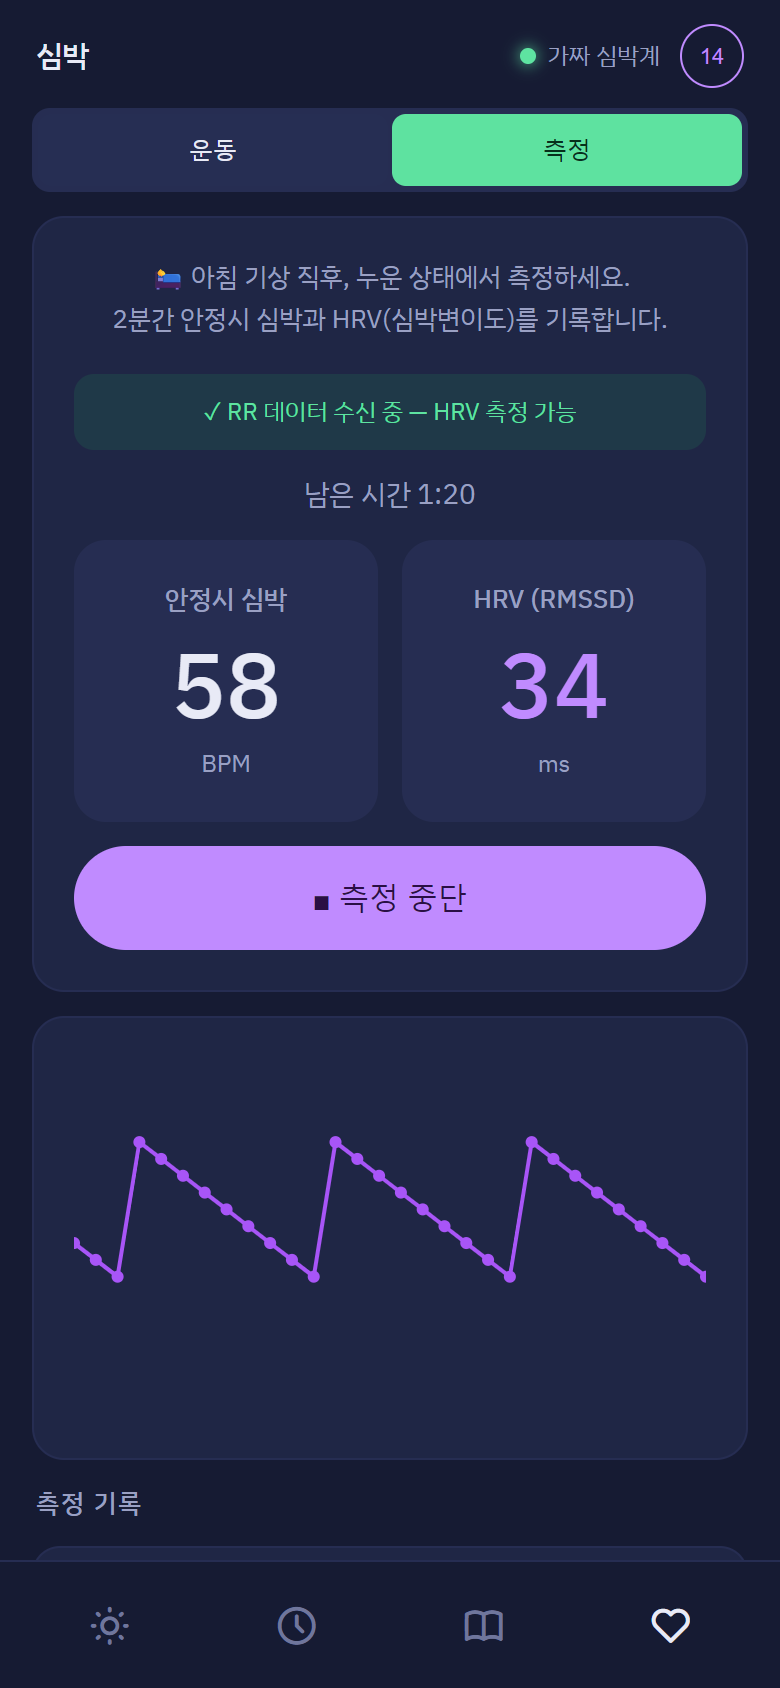 심박
가짜 심박계
14
운동
측정
🛌 아침 기상 직후, 누운 상태에서 측정하세요.
2분간 안정시 심박과 HRV(심박변이도)를 기록합니다.
✓ RR 데이터 수신 중 — HRV 측정 가능
남은 시간 1:20
안정시 심박
58
BPM
HRV (RMSSD)
34
ms
■ 측정 중단
측정 기록